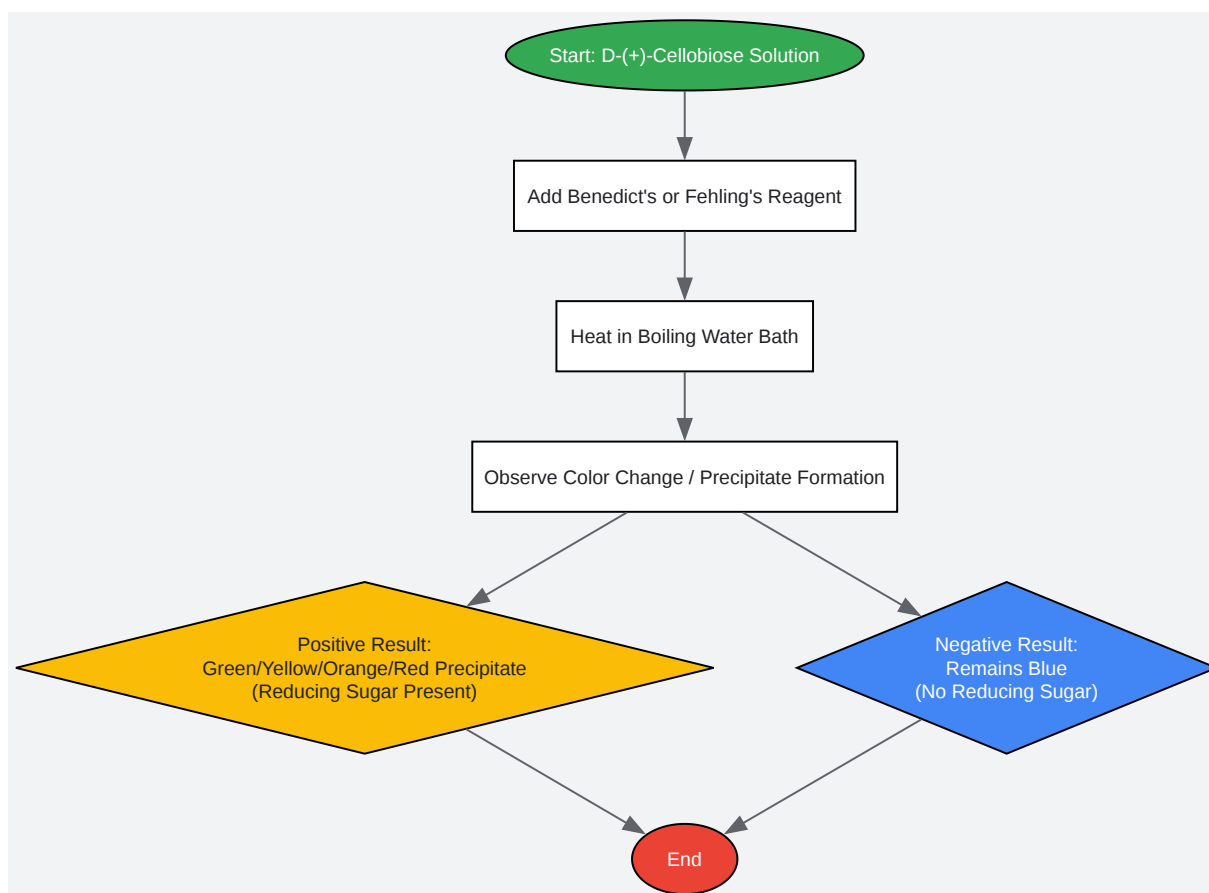 Start: D-(+)-Cellobiose Solution
Add Benedict's or Fehling's Reagent
Heat in Boiling Water Bath
Observe Color Change / Precipitate Formation
Positive Result:
Green/Yellow/Orange/Red Precipitate
(Reducing Sugar Present)
Negative Result:
Remains Blue
(No Reducing Sugar)
End